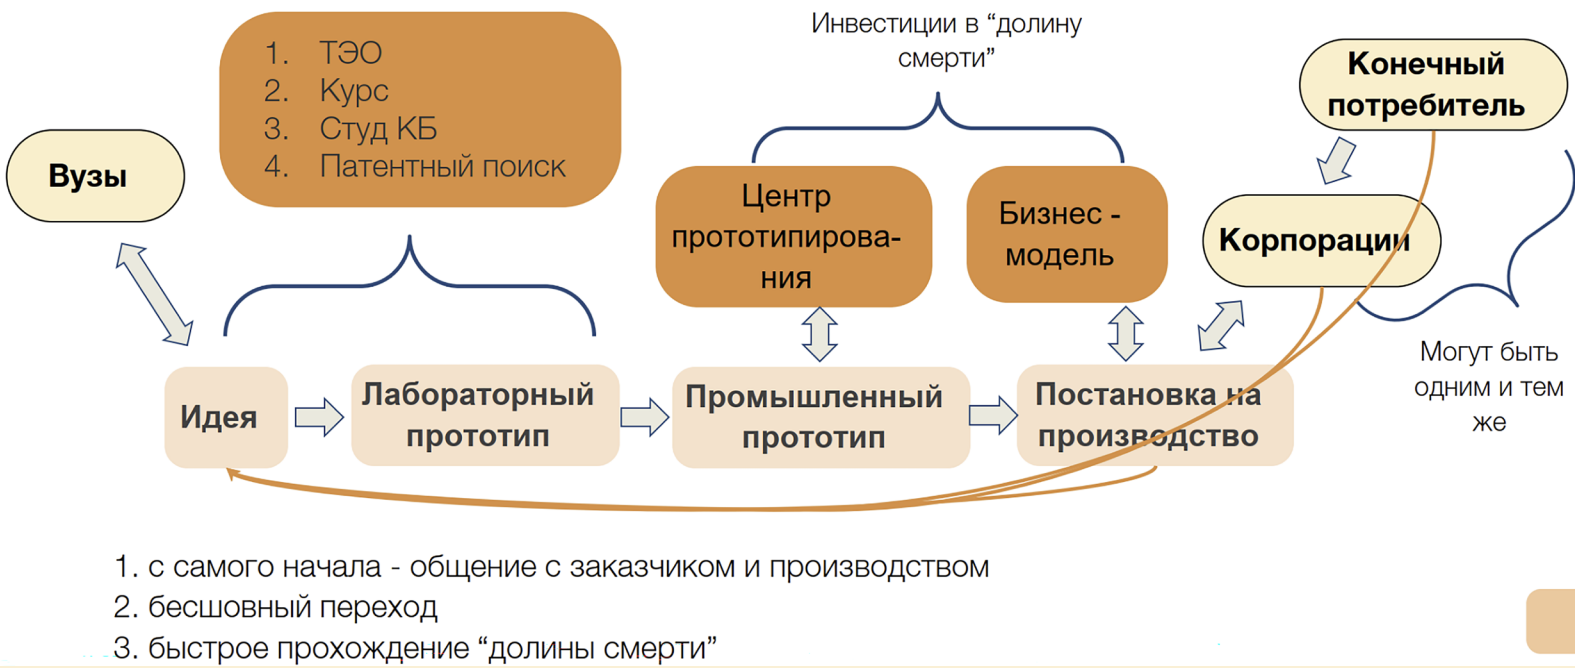 Инвестиции в “долину
смерти”
1. ТЭО
2. Курс
3. Студ КБ
4. Патентный поиск
Конечный
потребитель
Вузы
Центр
прототипирова-
ния
Бизнес -
модель
Корпорации
Могут быть
одним и тем
же
Идея
Лабораторный
прототип
Промышленный
прототип
Постановка на
производство
1. с самого начала - общение с заказчиком и производством
2. бесшовный переход
3. быстрое прохождение “долины смерти”